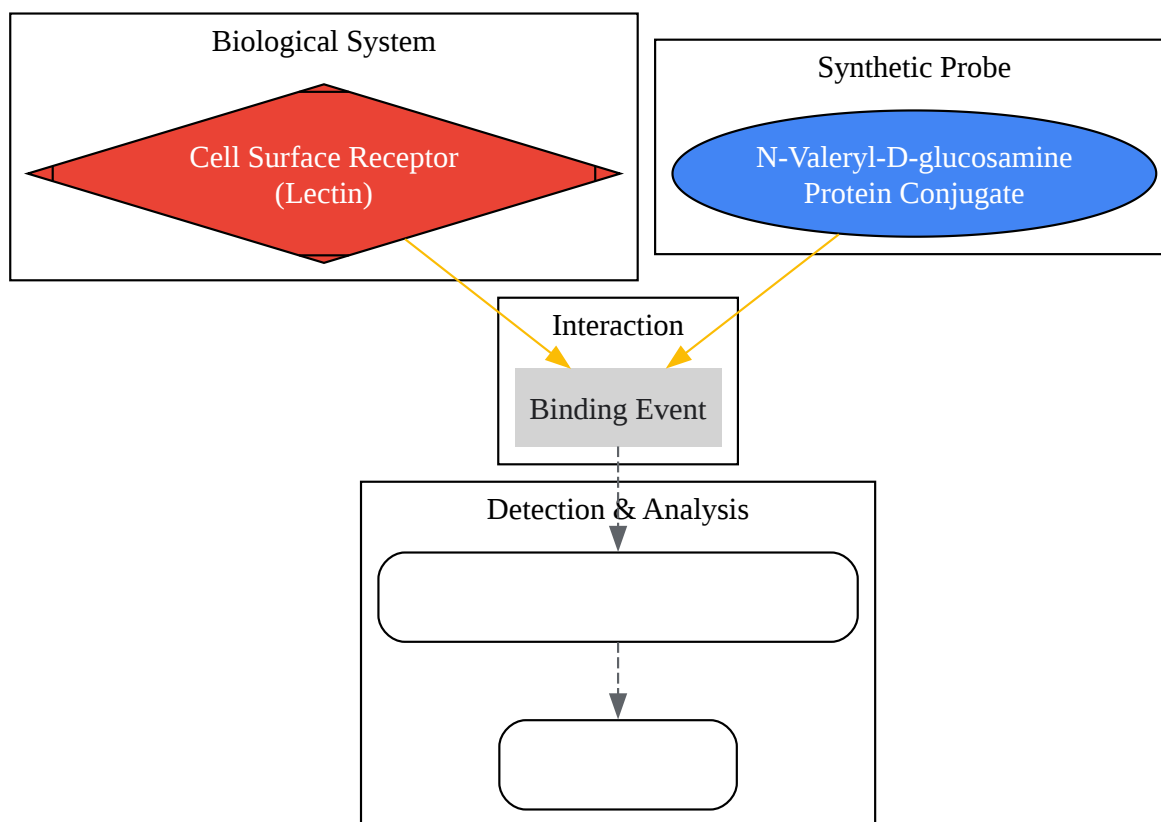 Biological System
Synthetic Probe
Cell Surface Receptor
(Lectin)
N-Valeryl-D-glucosamine
Protein Conjugate
Interaction
Binding Event
Detection & Analysis